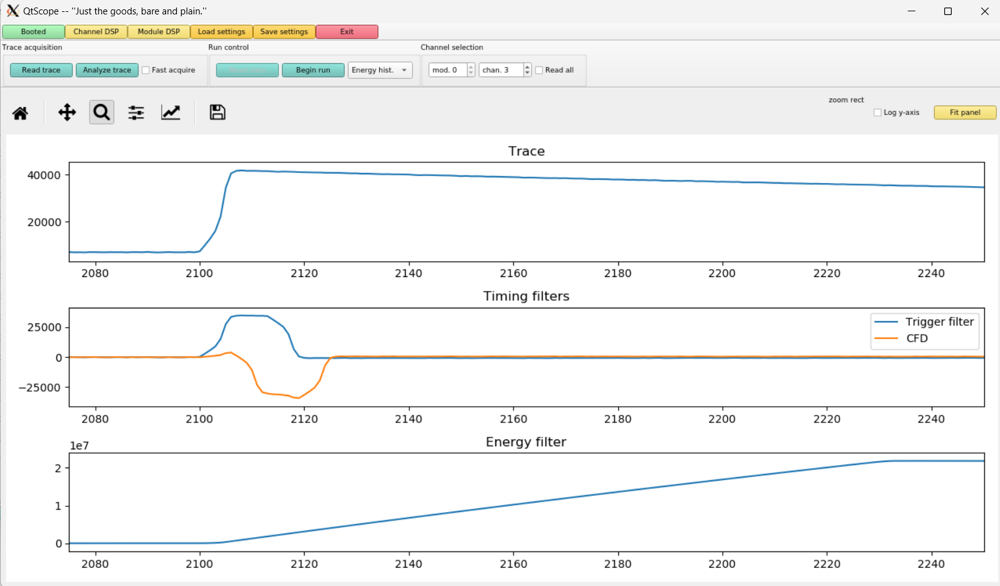 QtScope -- "Just the goods, bare and plain."
Booted Channel DSP Module DSP Load settings Save settings Exit
Trace acquisition Run control Channel selection
Read trace Analyze trace Fast acquire Begin run Energy hist. mod. 0 chan. 3 Read all
zoom rect
Log y-axis Fit panel
Trace
40000
20000
2080 2100 2120 2140 2160 2180 2200 2220 2240
Timing filters
25000
0
−25000
Trigger filter
CFD
2080 2100 2120 2140 2160 2180 2200 2220 2240
Energy filter
1e7
2
1
0
2080 2100 2120 2140 2160 2180 2200 2220 2240